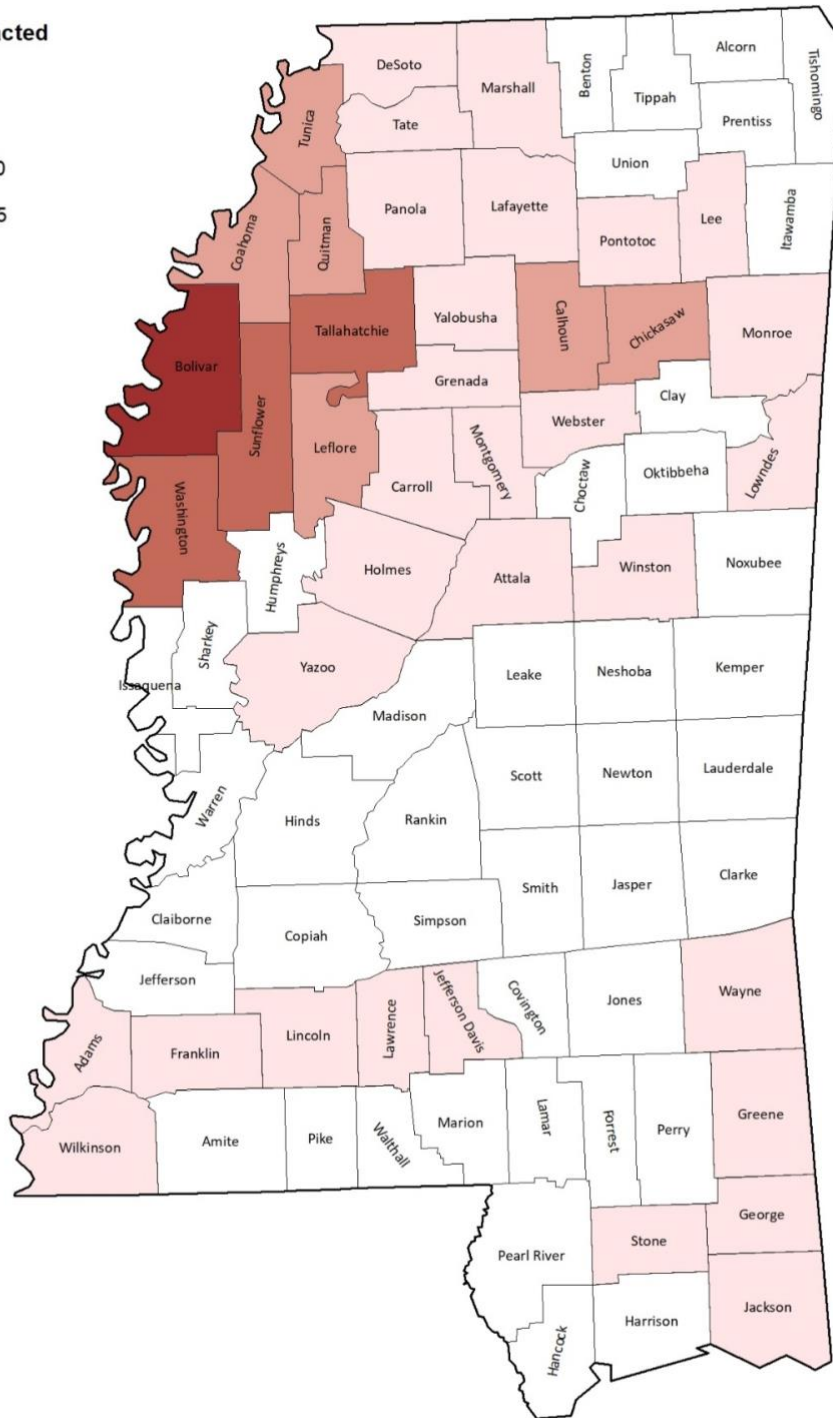 acted
0
5
DeSoto
Marshall
Benton
Tippah
Alcorn
Tishomingo
Tunica
Tate
Prentiss
Union
Panola
Lafayette
Pontotoc
Lee
Itawamba
Coahoma
Quitman
Bolivar
Tallahatchie
Yalobusha
Calhoun
Chickasaw
Monroe
Sunflower
Leflore
Grenada
Clay
Webster
Carroll
Montgomery
Choctaw
Oktibbeha
Lowndes
Washington
Humphreys
Holmes
Attala
Winston
Noxubee
Sharkey
Issaquena
Yazoo
Leake
Neshoba
Kemper
Madison
Warren
Hinds
Rankin
Scott
Newton
Lauderdale
Smith
Jasper
Clarke
Claiborne
Copiah
Simpson
Jefferson
Adams
Franklin
Lincoln
Lawrence
Jefferson Davis
Covington
Jones
Wayne
Wilkinson
Amite
Pike
Walthall
Marion
Lamar
Forrest
Perry
Greene
Pearl River
Stone
George
Hancock
Harrison
Jackson